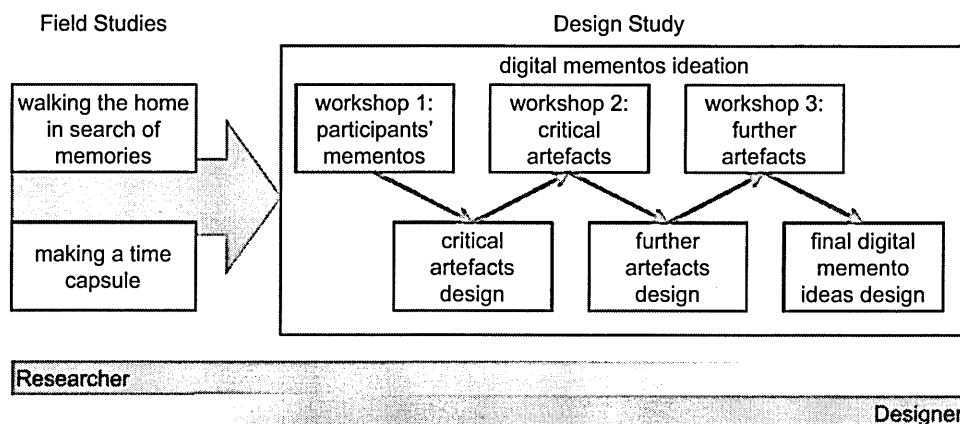 Field Studies
Design Study
digital mementos ideation
walking the home
in search of
memories
making a time
capsule
workshop 1:
participants'
mementos
workshop 2:
critical
artefacts
workshop 3:
further
artefacts
critical
artefacts
design
further
artefacts
design
final digital
memento
ideas design
Researcher
Designer